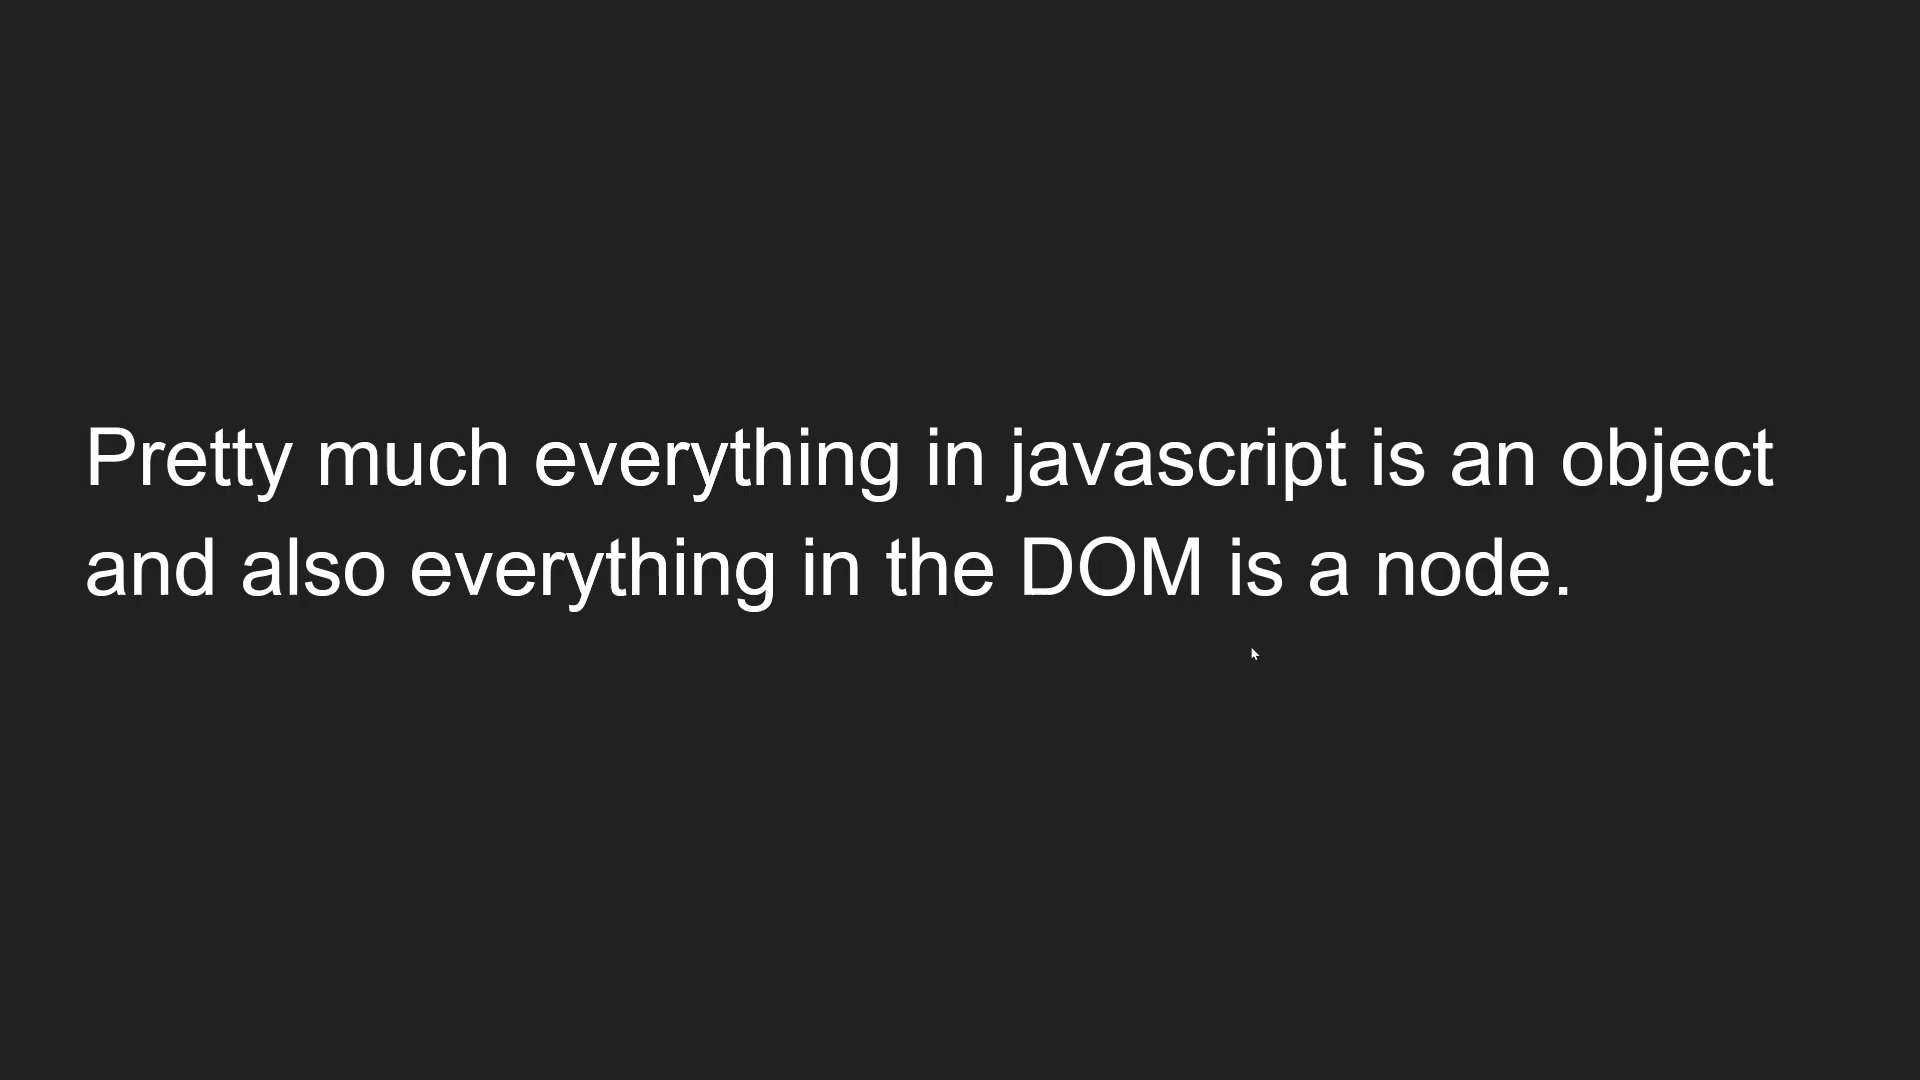 Pretty much everything in javascript is an object
and also everything in the DOM is a node.